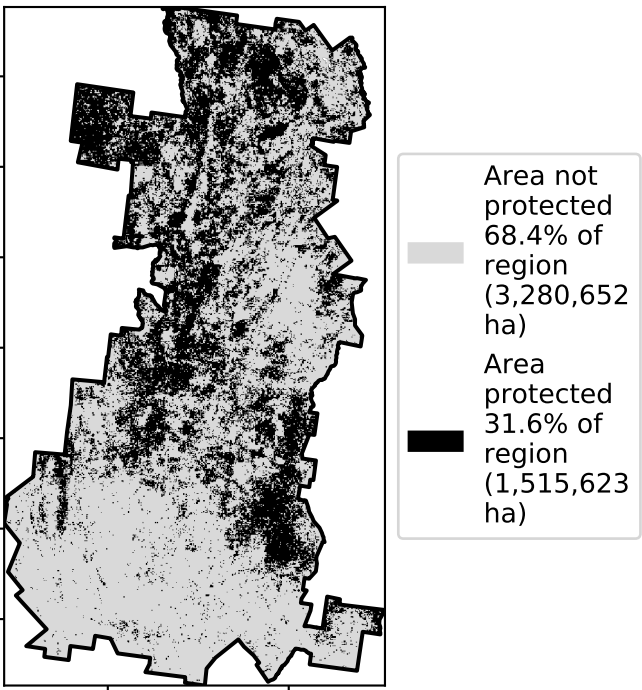 Area not
protected
68.4% of
region
(3,280,652
ha)
Area
protected
31.6% of
region
(1,515,623
ha)